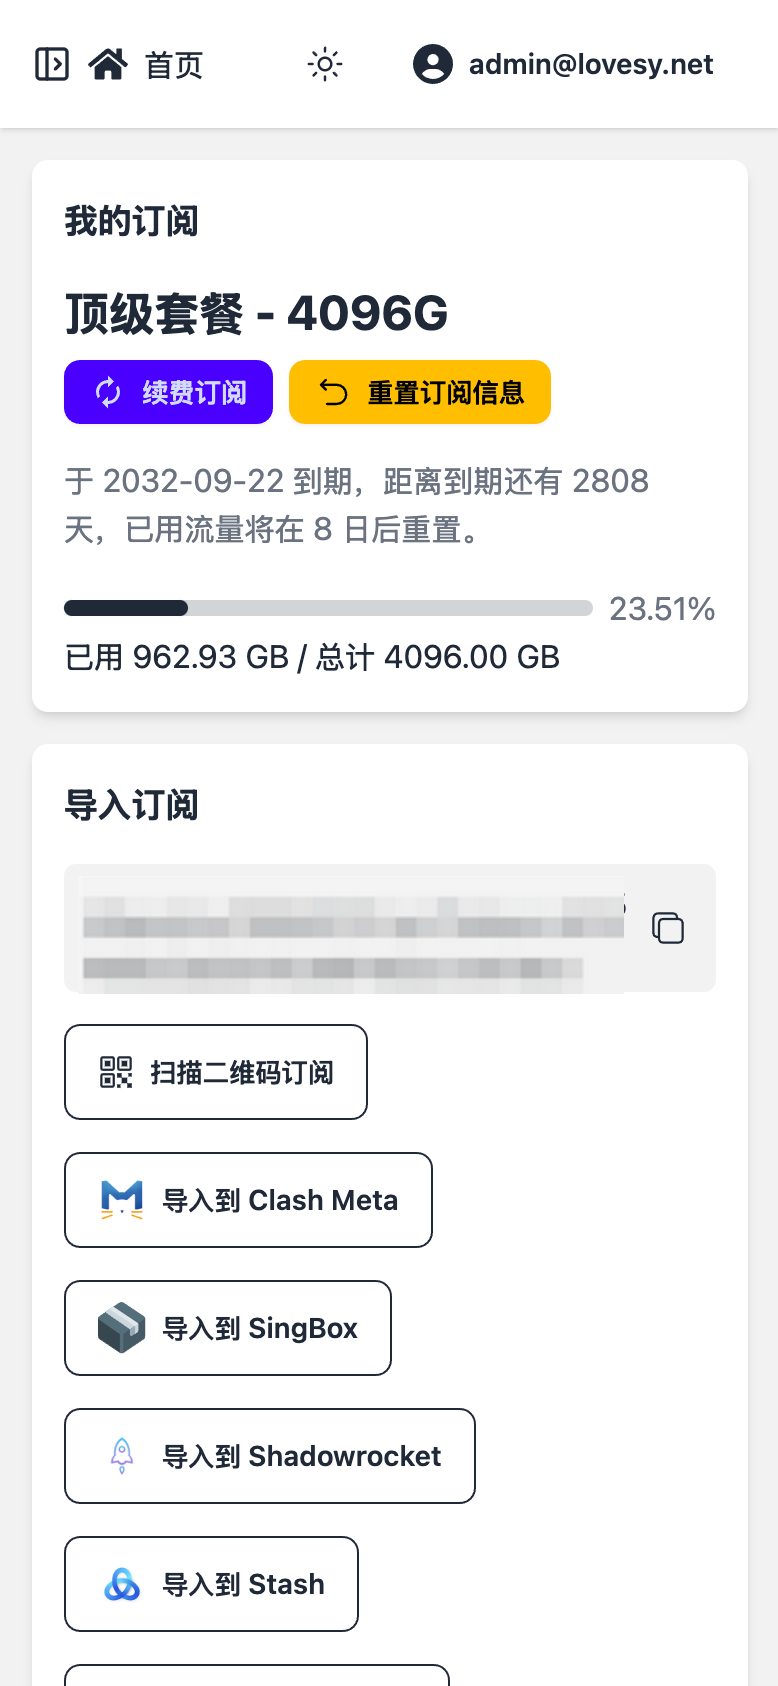 首页
admin@lovesy.net
我的订阅
顶级套餐 - 4096G
续费订阅
重置订阅信息
于 2032-09-22 到期，距离到期还有 2808
天，已用流量将在 8 日后重置。
23.51%
已用 962.93 GB / 总计 4096.00 GB
导入订阅
扫描二维码订阅
导入到 Clash Meta
导入到 SingBox
导入到 Shadowrocket
导入到 Stash